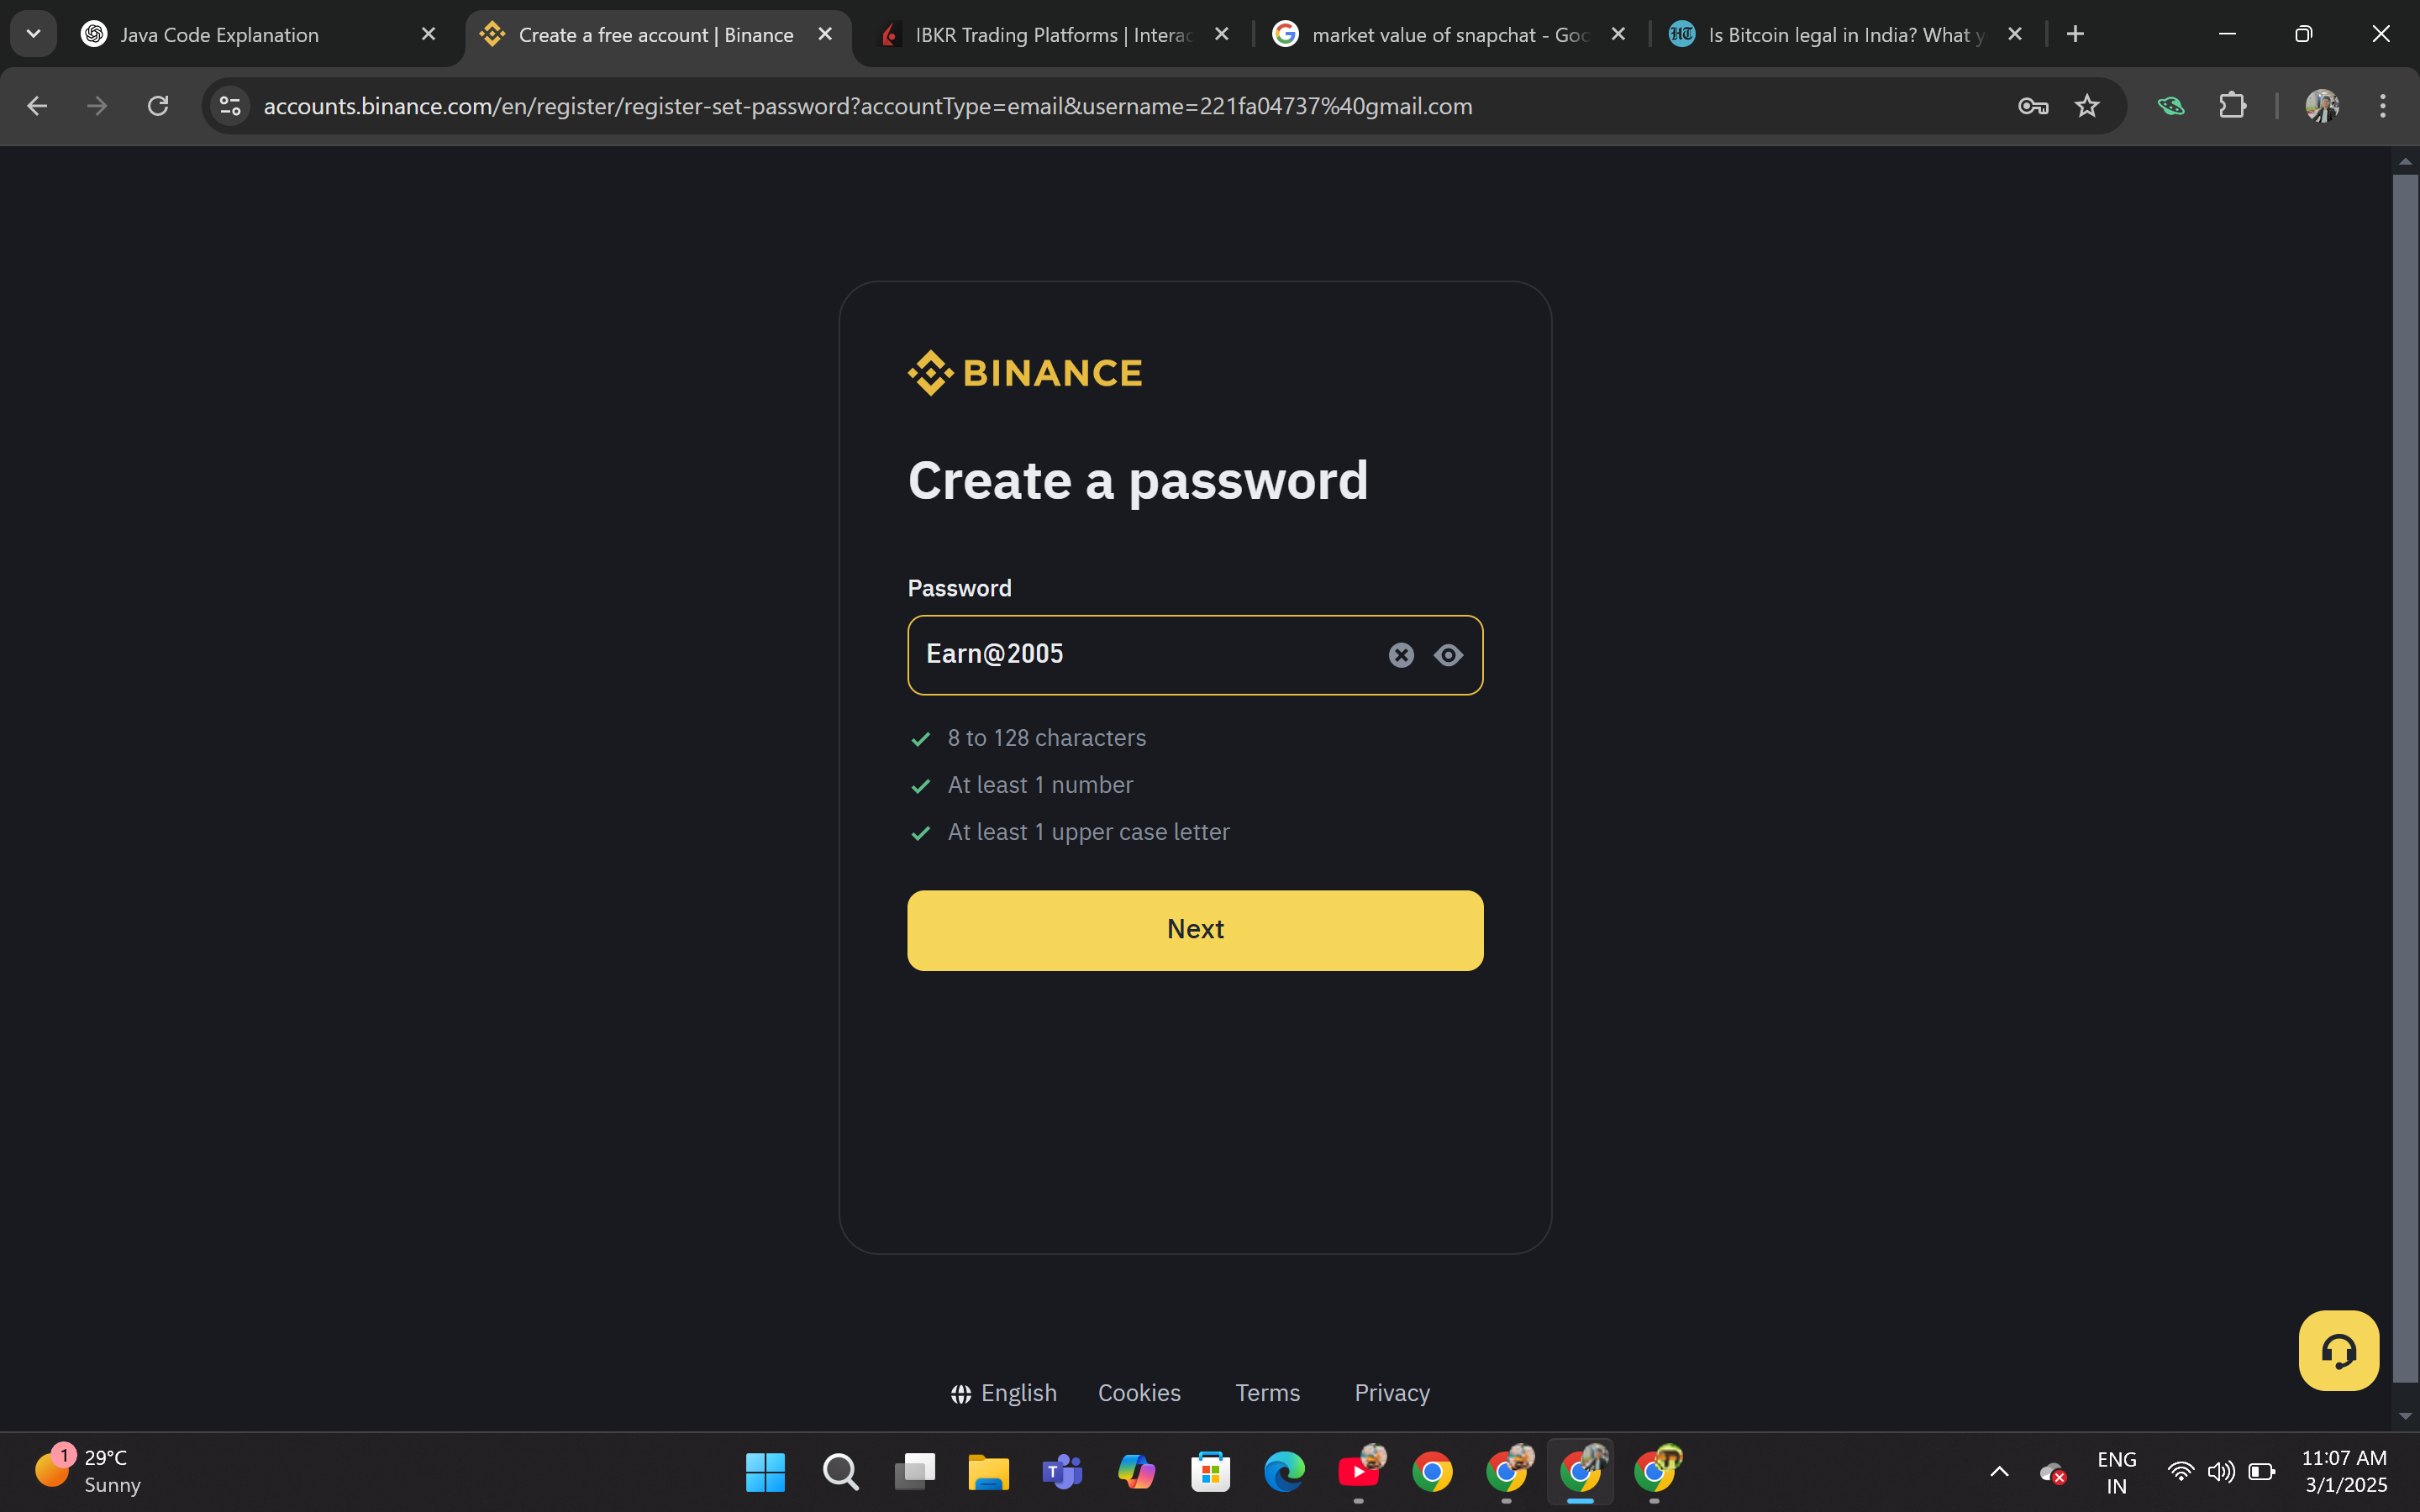 Java Code Explanation
Create a free account | Binance
IBKR Trading Platforms | Interac
market value of snapchat - Goo
Is Bitcoin legal in India? What y
accounts.binance.com/en/register/register-set-password?accountType=email&username=221fa04737%40gmail.com
BINANCE
Create a password
Password
Earn@2005
8 to 128 characters
At least 1 number
At least 1 upper case letter
Next
English Cookies Terms Privacy
1
29°C
Sunny
ENG
IN
11:07 AM
3/1/2025